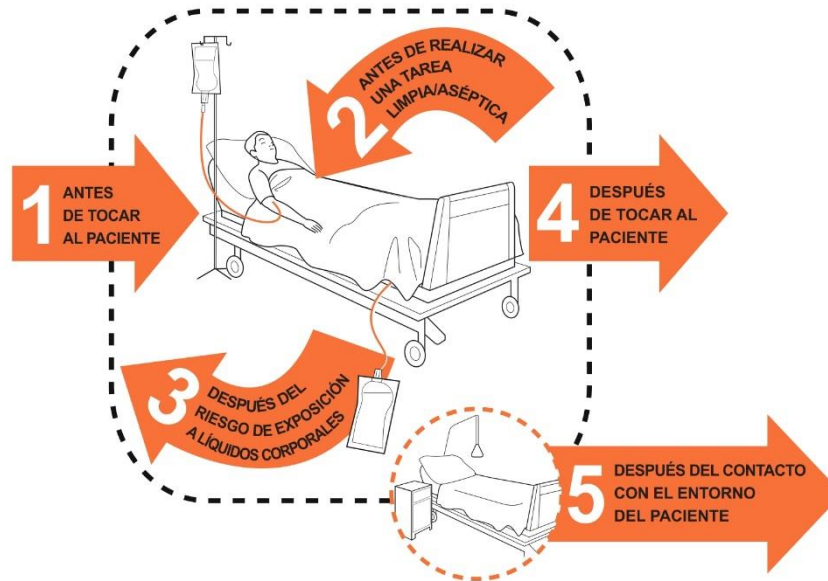 1
ANTES
DE TOCAR
AL PACIENTE
2
ANTES DE REALIZAR
UNA TAREA
LIMPIA/ASÉPTICA
3
DESPUÉS DEL
RIESGO DE EXPOSICIÓN
A LÍQUIDOS CORPORALES
4
DESPUÉS
DE TOCAR AL
PACIENTE
5
DESPUÉS DEL CONTACTO
CON EL ENTORNO
DEL PACIENTE